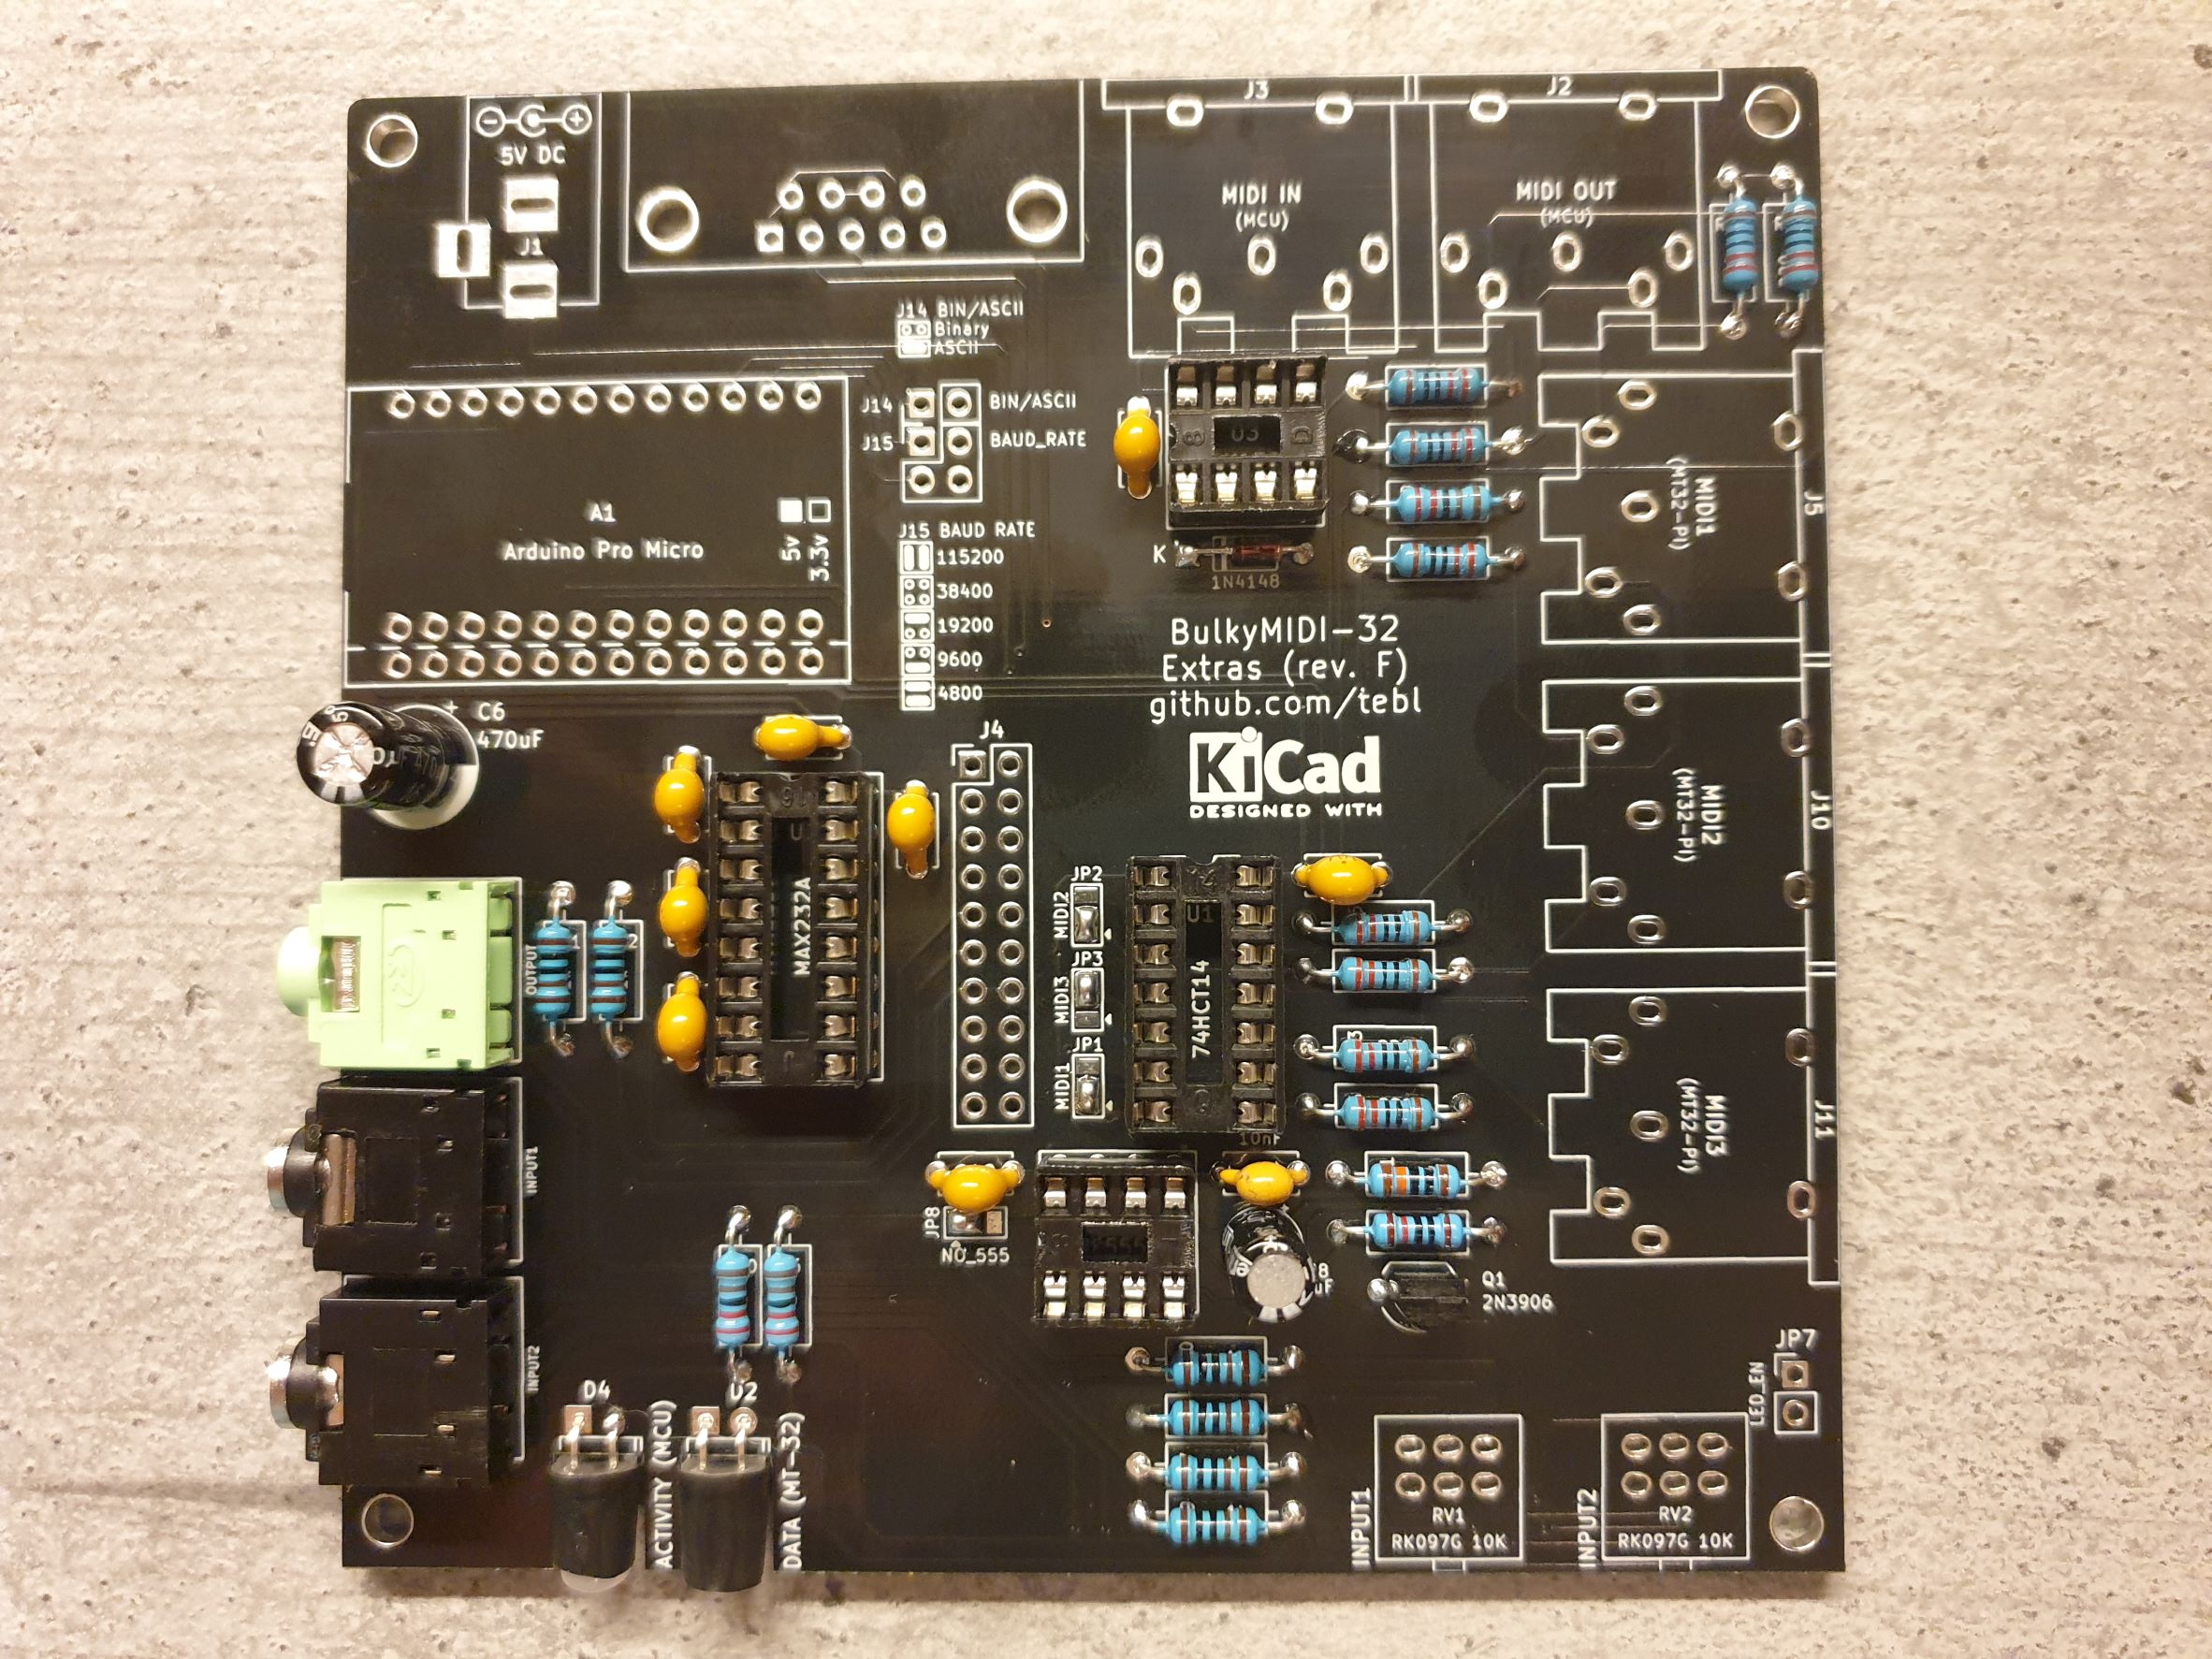 5V DC
J1
J3
MIDI IN
(MCU)
J2
MIDI OUT
(MCU)
J14 BIN/ASCII
Binary
ASCII
J14
BIN/ASCII
J15
BAUD_RATE
J15 BAUD RATE
115200
38400
19200
9600
4800
A1
Arduino Pro Micro
5v
3.3v
U3
K
1N4148
J5
MIDI1
(MT32-PI)
BulkyMIDI-32
Extras (rev. F)
github.com/tebl
KiCad
DESIGNED WITH
C6
470uF
J4
J10
MIDI2
(MT32-PI)
MAX232A
JP2
MIDI2
JP3
MIDI3
JP1
MIDI1
U1
74HCT14
10nF
J11
MIDI3
(MT32-PI)
OUTPUT
INPUT1
INPUT2
JP8
NO_555
Q1
2N3906
D4
ACTIVITY (MCU)
D2
DATA (MT-32)
JP7
LED_EN
INPUT1
RV1
RK097G 10K
INPUT2
RV2
RK097G 10K